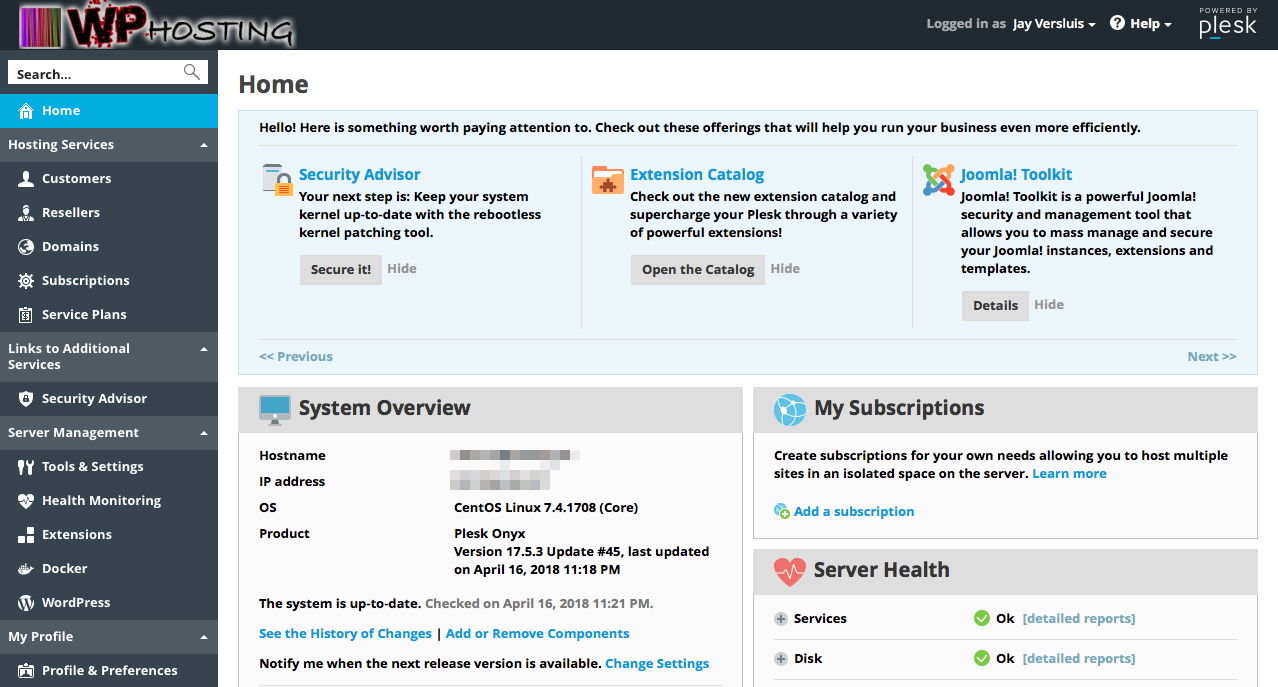 WPHOSTING
Logged in as Jay Versluis
Help
POWERED BY
plesk
Search...
Home
Hosting Services
Customers
Resellers
Domains
Subscriptions
Service Plans
Links to Additional
Services
Security Advisor
Server Management
Tools & Settings
Health Monitoring
Extensions
Docker
WordPress
My Profile
Profile & Preferences
Home
Hello! Here is something worth paying attention to. Check out these offerings that will help you run your business even more efficiently.
Security Advisor
Your next step is: Keep your system
kernel up-to-date with the rebootless
kernel patching tool.
Secure it! Hide
Extension Catalog
Check out the new extension catalog and
supercharge your Plesk through a variety
of powerful extensions!
Open the Catalog Hide
Joomla! Toolkit
Joomla! Toolkit is a powerful Joomla!
security and management tool that
allows you to mass manage and secure
your Joomla! instances, extensions and
templates.
Details Hide
<< Previous
Next >>
System Overview
Hostname
IP address
OS CentOS Linux 7.4.1708 (Core)
Product Plesk Onyx
Version 17.5.3 Update #45, last updated
on April 16, 2018 11:18 PM
The system is up-to-date. Checked on April 16, 2018 11:21 PM.
See the History of Changes | Add or Remove Components
Notify me when the next release version is available. Change Settings
My Subscriptions
Create subscriptions for your own needs allowing you to host multiple
sites in an isolated space on the server. Learn more
Add a subscription
Server Health
Services Ok [detailed reports]
Disk Ok [detailed reports]